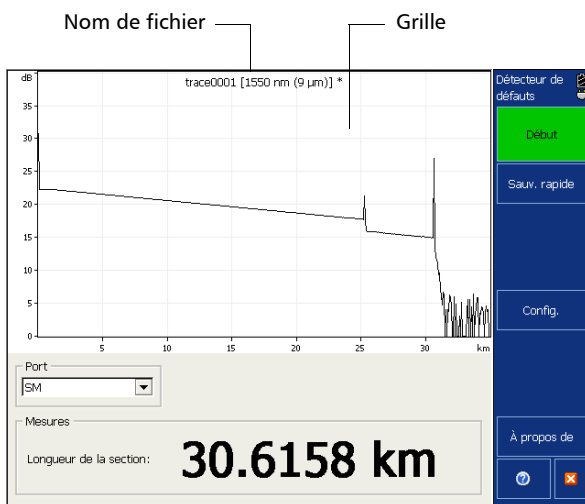 Nom de fichier
Grille
dB
trace0001 [1550 nm (9 µm)] *
35
30
25
20
15
10
5
0
5
10
15
20
25
30
km
Port
SM
Mesures
Longueur de la section:
30.6158 km
Détecteur de
défauts
Début
Sauv. rapide
Config.
À propos de